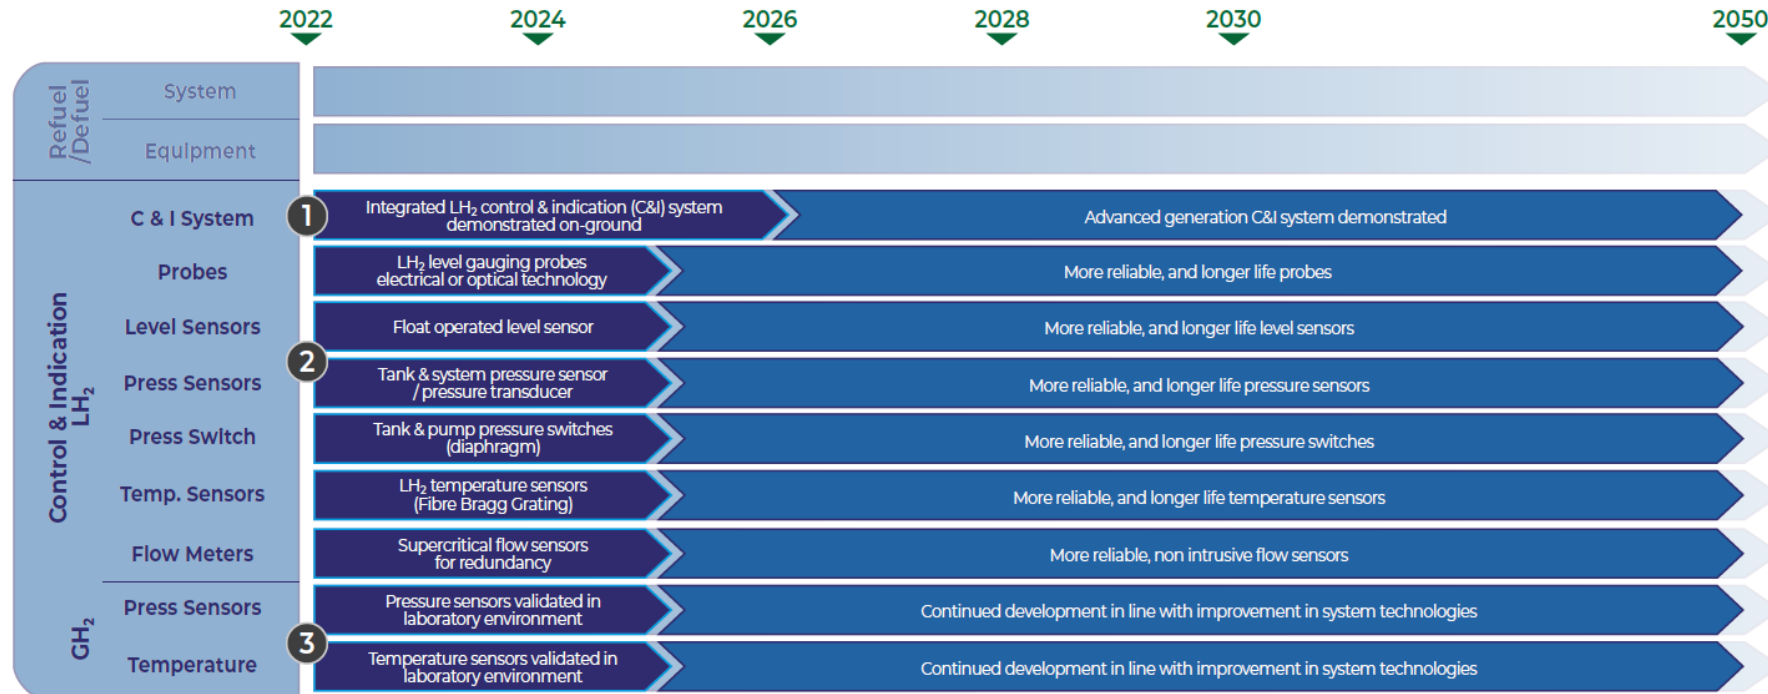 2022 2024 2026 2028 2030 2050
Refuel
/Defuel
System
Equipment
Control & Indication
LH₂
C & I System
1
Integrated LH₂ control & indication (C&I) system
demonstrated on-ground
Advanced generation C&I system demonstrated
Probes
LH₂ level gauging probes
electrical or optical technology
More reliable, and longer life probes
Level Sensors
Float operated level sensor
More reliable, and longer life level sensors
2
Press Sensors
Tank & system pressure sensor
/ pressure transducer
More reliable, and longer life pressure sensors
Press Switch
Tank & pump pressure switches
(diaphragm)
More reliable, and longer life pressure switches
Temp. Sensors
LH₂ temperature sensors
(Fibre Bragg Grating)
More reliable, and longer life temperature sensors
Flow Meters
Supercritical flow sensors
for redundancy
More reliable, non intrusive flow sensors
GH₂
Press Sensors
Pressure sensors validated in
laboratory environment
Continued development in line with improvement in system technologies
3
Temperature
Temperature sensors validated in
laboratory environment
Continued development in line with improvement in system technologies